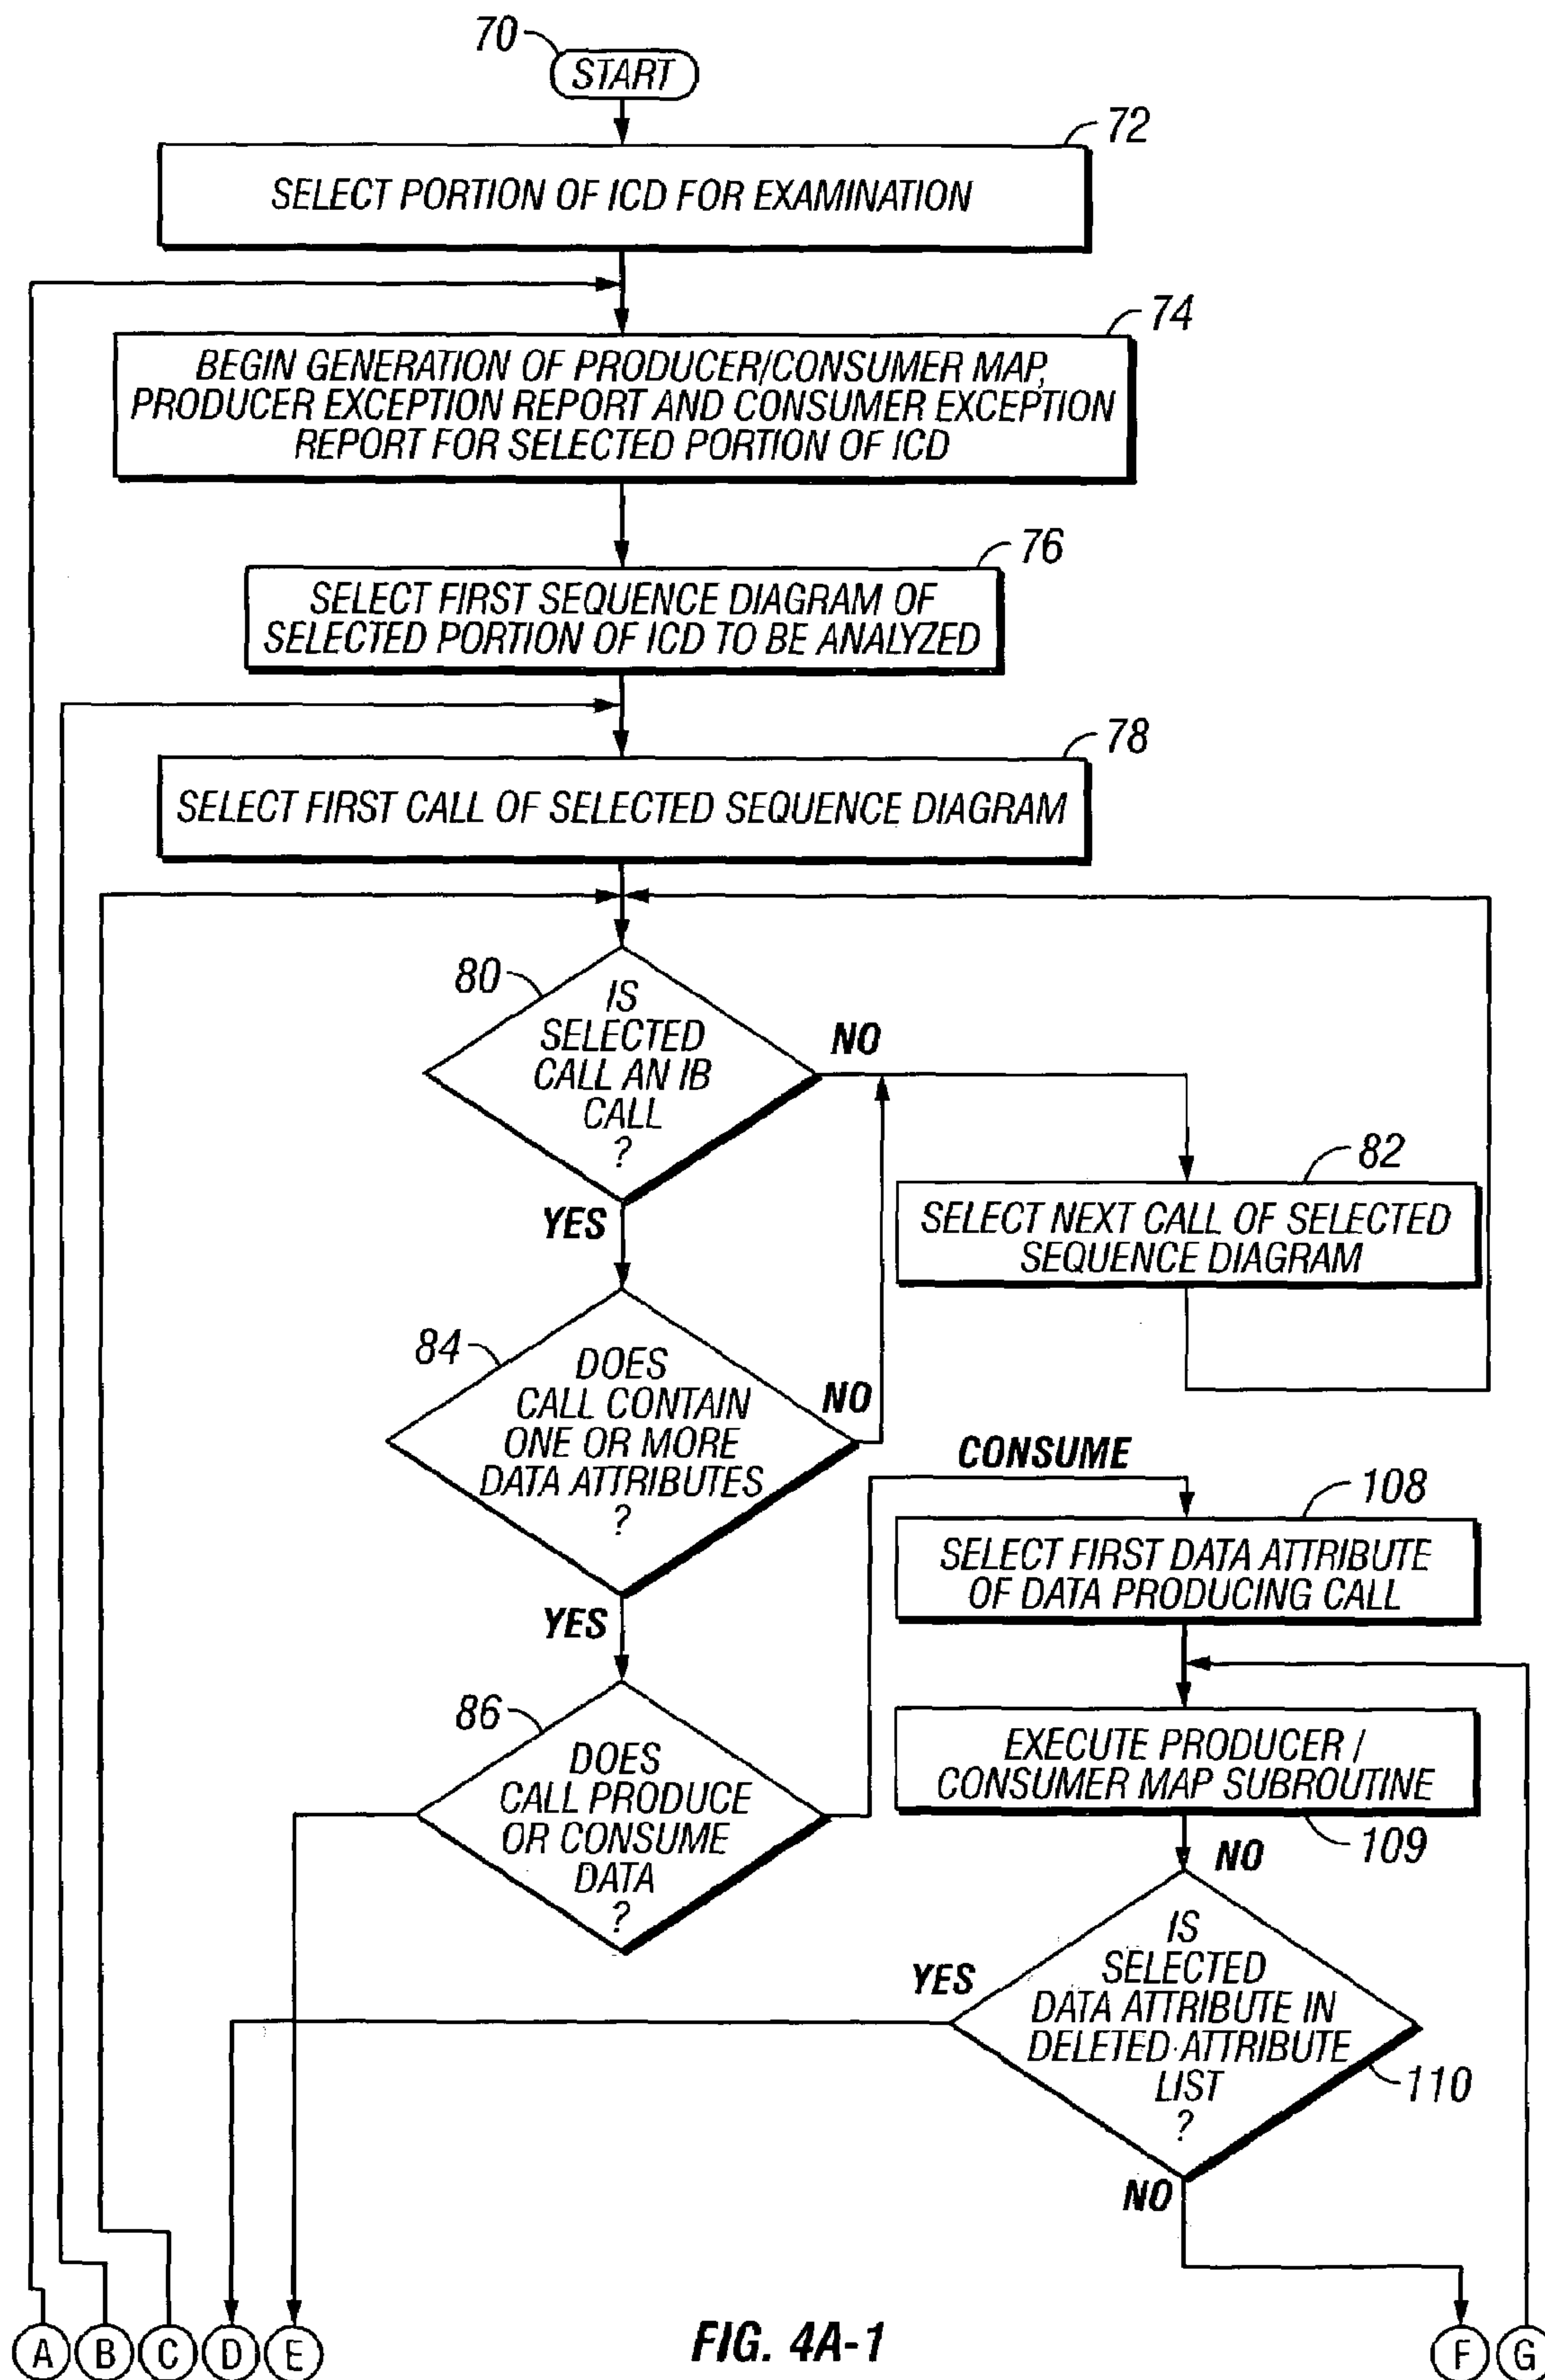 70
START
72
SELECT PORTION OF ICD FOR EXAMINATION
74
BEGIN GENERATION OF PRODUCER/CONSUMER MAP,
PRODUCER EXCEPTION REPORT AND CONSUMER EXCEPTION
REPORT FOR SELECTED PORTION OF ICD
76
SELECT FIRST SEQUENCE DIAGRAM OF
SELECTED PORTION OF ICD TO BE ANALYZED
78
SELECT FIRST CALL OF SELECTED SEQUENCE DIAGRAM
80
IS
SELECTED
CALL AN IB
CALL
?
NO
YES
82
SELECT NEXT CALL OF SELECTED
SEQUENCE DIAGRAM
84
DOES
CALL CONTAIN
ONE OR MORE
DATA ATTRIBUTES
?
NO
YES
CONSUME
108
SELECT FIRST DATA ATTRIBUTE
OF DATA PRODUCING CALL
86
DOES
CALL PRODUCE
OR CONSUME
DATA
?
EXECUTE PRODUCER /
CONSUMER MAP SUBROUTINE
109
NO
IS
SELECTED
DATA ATTRIBUTE IN
DELETED ATTRIBUTE
LIST
?
YES
110
NO
A
B
C
D
E
FIG. 4A-1
F
G